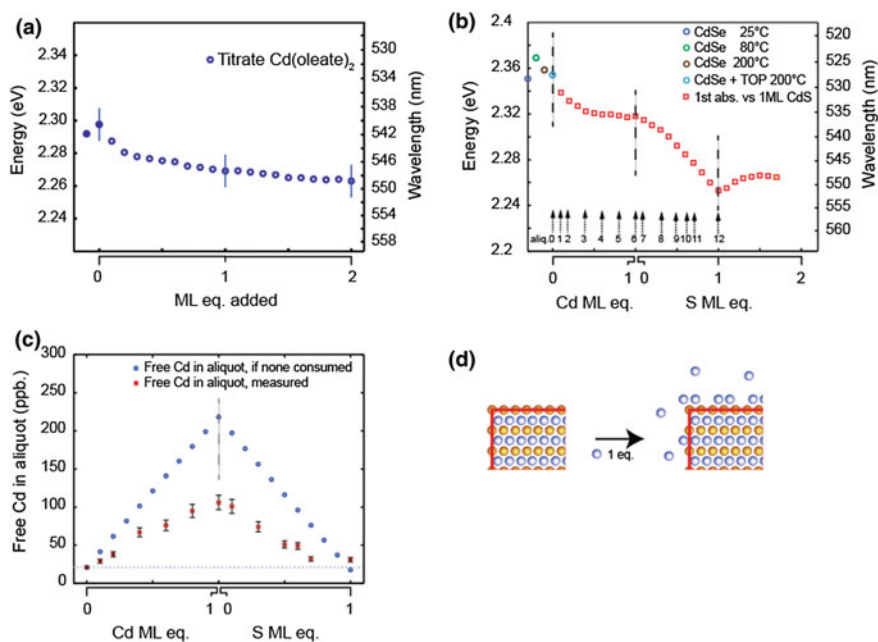 (a)
2.34
2.32
2.30
2.28
2.26
2.24
Energy (eV)
Titrate Cd(oleate)2
526
530
534
538
542
546
550
554
558
Wavelength (nm)
0
1
2
ML eq. added
(b)
2.4
2.36
2.32
2.28
2.24
2.2
Energy (eV)
CdSe 25°C
CdSe 80°C
CdSe 200°C
CdSe + TOP 200°C
1st abs. vs 1ML CdS
520
525
530
535
540
545
550
555
560
Wavelength (nm)
aliq. 0 1 2 3 4 5 6 7 8 9 10 11 12
0 1 0 1
Cd ML eq. S ML eq.
(c)
300
250
200
150
100
50
0
Free Cd in aliquot (ppb.)
Free Cd in aliquot, if none consumed
Free Cd in aliquot, measured
0 1 0 1
Cd ML eq. S ML eq.
(d)
1 eq.